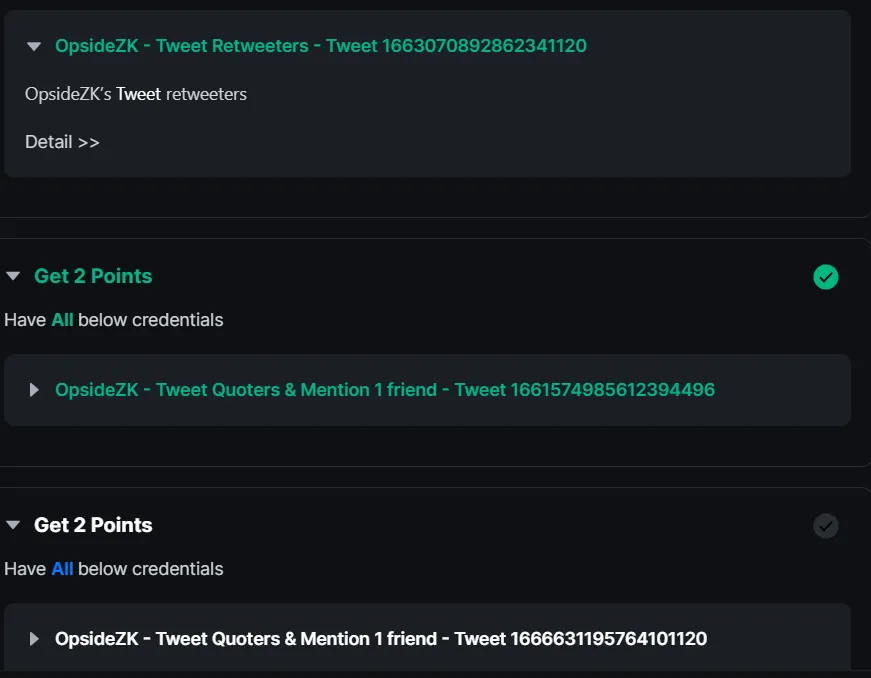 OpsideZK - Tweet Retweeters - Tweet 1663070892862341120
OpsideZK's Tweet retweeters
Detail >>
Get 2 Points
Have All below credentials
OpsideZK - Tweet Quoters & Mention 1 friend - Tweet 1661574985612394496
Get 2 Points
Have All below credentials
OpsideZK - Tweet Quoters & Mention 1 friend - Tweet 1666631195764101120